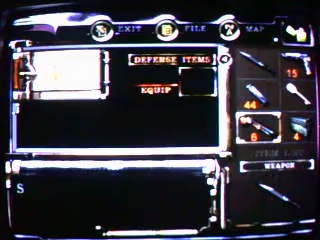 EXIT FILE MAP
DEFENSE ITEMS
EQUIP
15
44
6 4
ITEM LIST
WEAPON
S